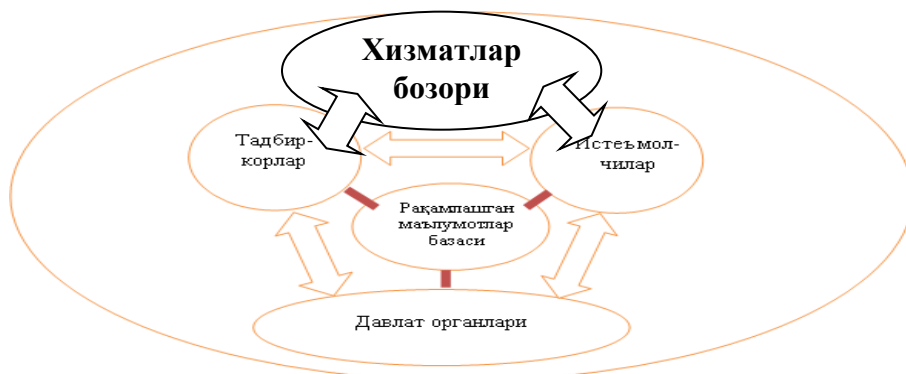 Хизматлар
бозори
Тадбир-
корлар
Истеъмол-
чилар
Рақамлашган
маълумотлар
базаси
Давлат органлари